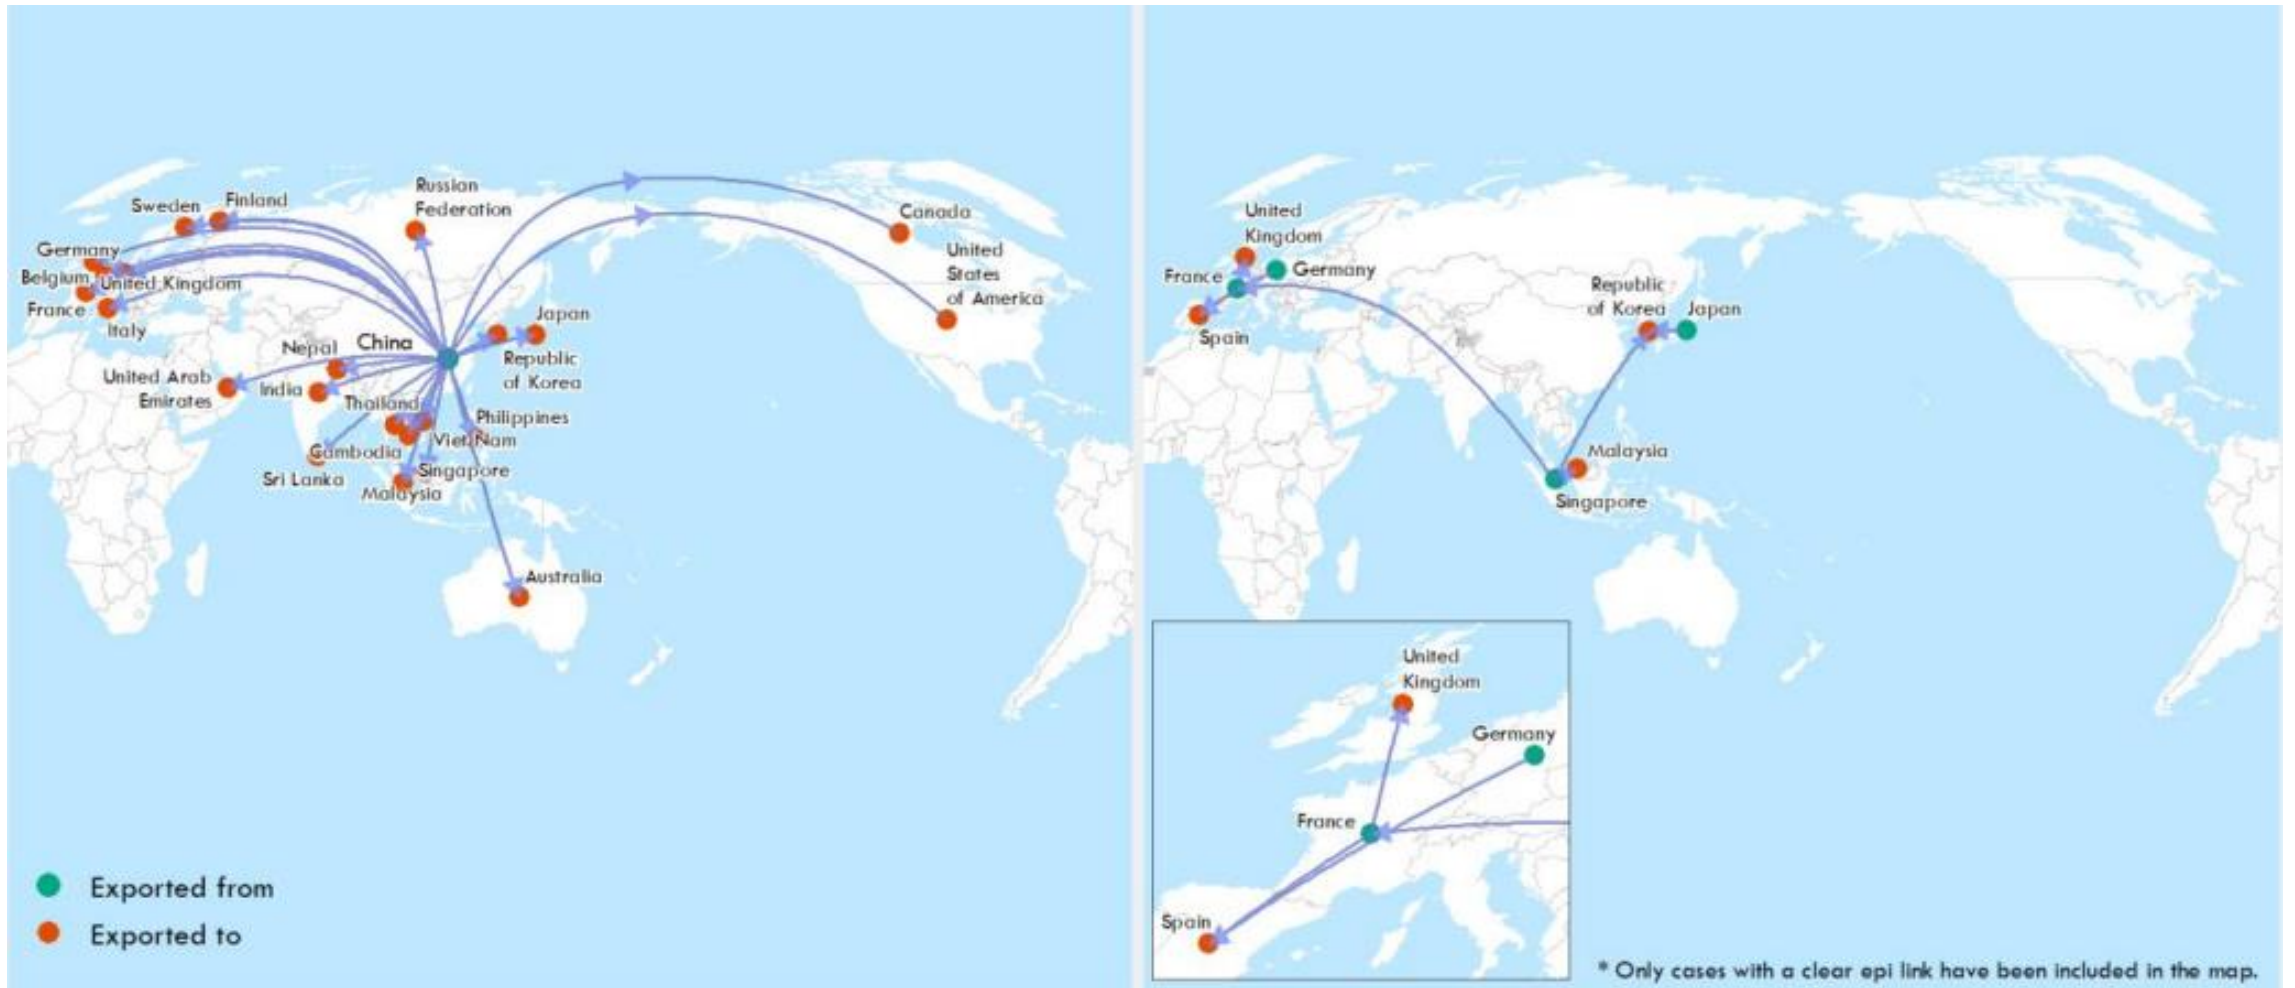 Russian
Federation
Sweden
Finland
Canada
Germany
United
States
of America
Belgium
United Kingdom
France
Italy
Japan
Nepal
China
Republic
of Korea
United Arab
Emirates
India
Thailand
Philippines
Viet Nam
Cambodia
Singapore
Sri Lanka
Malaysia
Australia
Exported from
Exported to
United
Kingdom
France
Germany
Spain
Republic
of Korea
Japan
Malaysia
Singapore
United
Kingdom
Germany
France
Spain
* Only cases with a clear epi link have been included in the map.